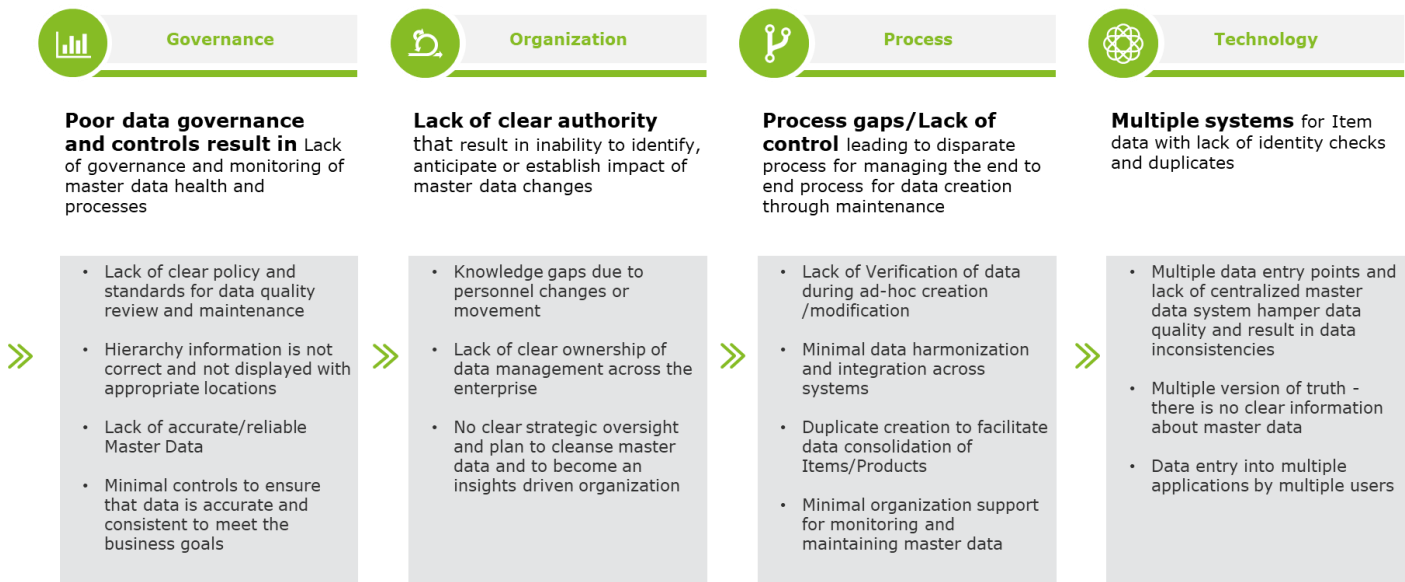 Governance
Poor data governance
and controls result in Lack
of governance and monitoring of
master data health and
processes
• Lack of clear policy and
standards for data quality
review and maintenance
• Hierarchy information is not
correct and not displayed with
appropriate locations
• Lack of accurate/reliable
Master Data
• Minimal controls to ensure
that data is accurate and
consistent to meet the
business goals
Organization
Lack of clear authority
that result in inability to identify,
anticipate or establish impact of
master data changes
• Knowledge gaps due to
personnel changes or
movement
• Lack of clear ownership of
data management across the
enterprise
• No clear strategic oversight
and plan to cleanse master
data and to become an
insights driven organization
Process
Process gaps/Lack of
control leading to disparate
process for managing the end to
end process for data creation
through maintenance
• Lack of Verification of data
during ad-hoc creation
/modification
• Minimal data harmonization
and integration across
systems
• Duplicate creation to facilitate
data consolidation of
Items/Products
• Minimal organization support
for monitoring and
maintaining master data
Technology
Multiple systems for Item
data with lack of identity checks
and duplicates
• Multiple data entry points and
lack of centralized master
data system hamper data
quality and result in data
inconsistencies
• Multiple version of truth -
there is no clear information
about master data
• Data entry into multiple
applications by multiple users